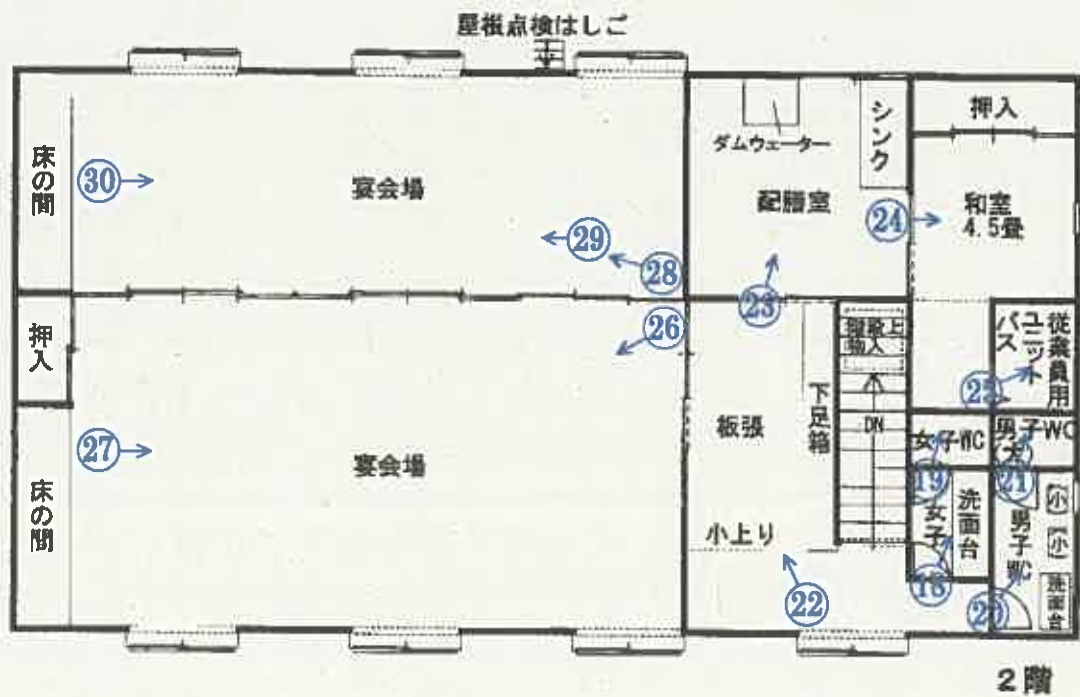 屋根点検はしご
床の間
㉚
宴会場
㉙
㉘
ダムウェーター
シンク
配膳室
押入
㉔
和室
4.5畳
㉓
押入
㉖
階段上
物入
従業員用
ユニット
バス
㉕
床の間
㉗
宴会場
板張
下足箱
DN
小上り
㉒
女子WC
⑲
女子
洗面台
⑱
男子WC
(大)
㉑
(小)
(小)
男子WC
洗面台
⑳
2階